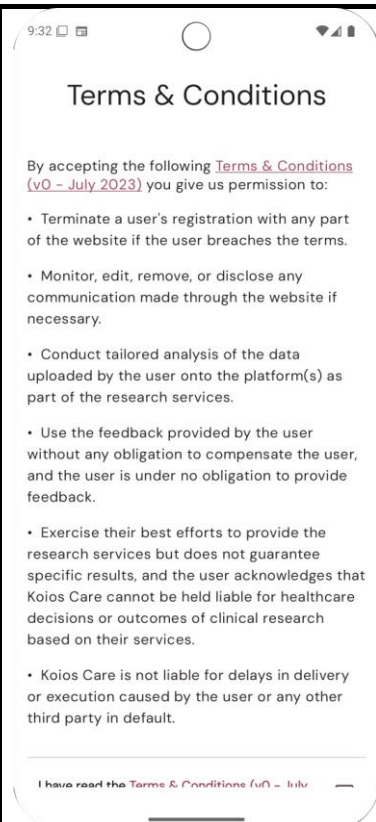 9:32
Terms & Conditions
By accepting the following Terms & Conditions
(v0 - July 2023) you give us permission to:
• Terminate a user's registration with any part
of the website if the user breaches the terms.
• Monitor, edit, remove, or disclose any
communication made through the website if
necessary.
• Conduct tailored analysis of the data
uploaded by the user onto the platform(s) as
part of the research services.
• Use the feedback provided by the user
without any obligation to compensate the user,
and the user is under no obligation to provide
feedback.
• Exercise their best efforts to provide the
research services but does not guarantee
specific results, and the user acknowledges that
Koios Care cannot be held liable for healthcare
decisions or outcomes of clinical research
based on their services.
• Koios Care is not liable for delays in delivery
or execution caused by the user or any other
third party in default.
I have read the Terms & Conditions (v0 - July